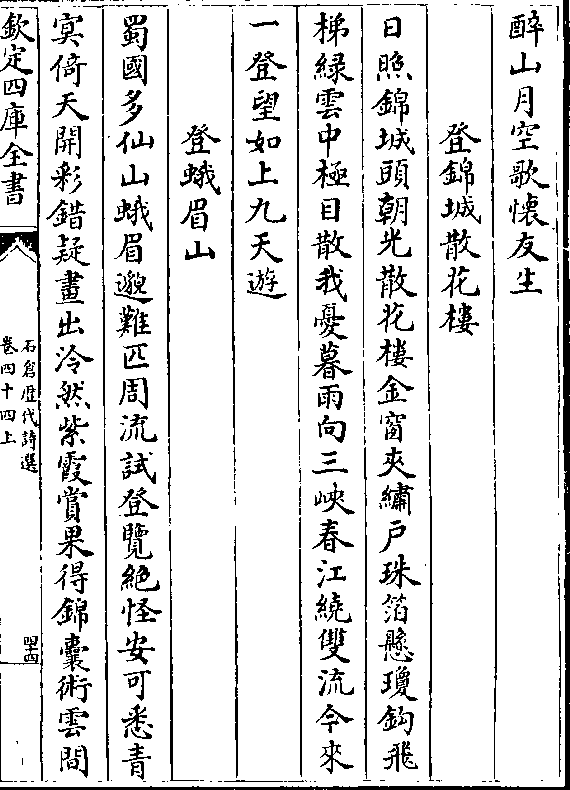 醉山月空歌懐友生
登錦城散花樓
日照錦城頭朝光散花樓金窗夾繡户珠箔懸瓊鈎飛
梯緑雲中極目散我憂暮雨向三峽春江繞雙流今來
一登望如上九天遊
登峨眉山
蜀國多仙山峨眉邈難匹周流試登覽絶怪安可悉青
冥倚天開彩錯疑畫出泠然紫霞賞果得錦囊術雲間
欽定四庫全書
石倉歷代詩選
卷四十四上
四十四